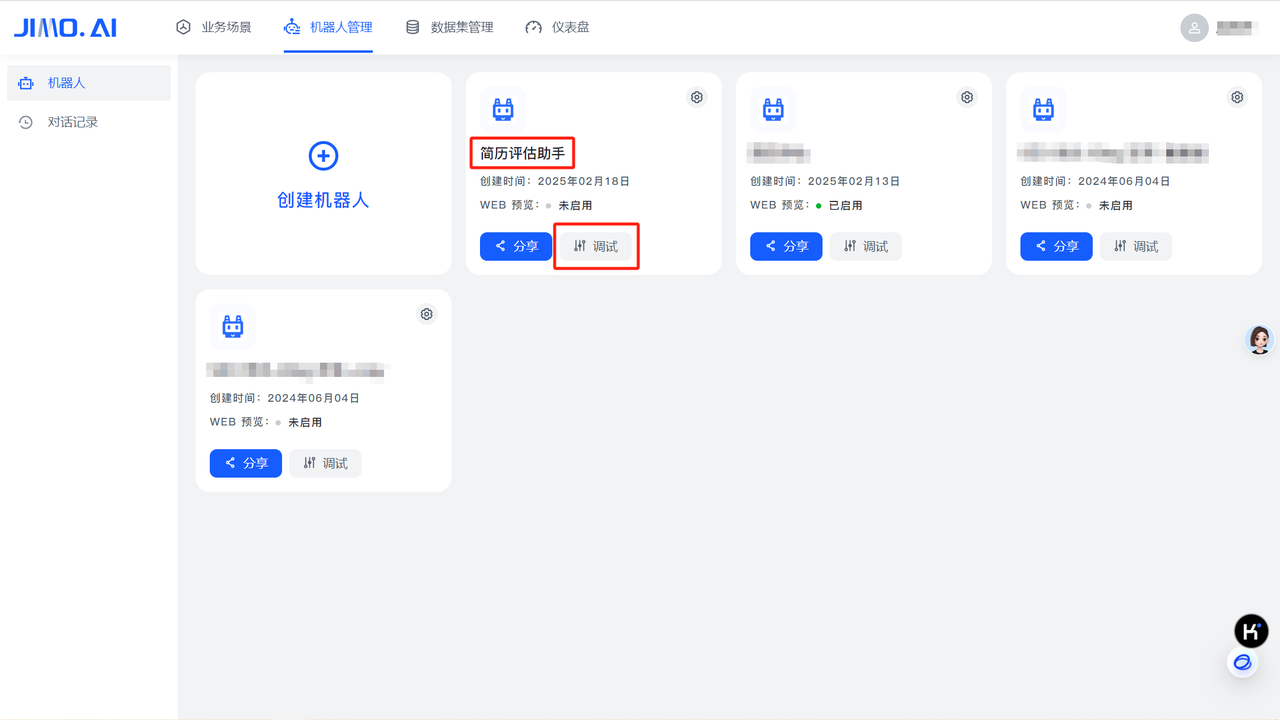 JIMO.AI
业务场景
机器人管理
数据集管理
仪表盘
机器人
对话记录
创建机器人
简历评估助手
创建时间：2025年02月18日
WEB 预览： 未启用
分享
调试
创建时间：2025年02月13日
WEB 预览： 已启用
分享
调试
创建时间：2024年06月04日
WEB 预览： 未启用
分享
调试
创建时间：2024年06月04日
WEB 预览： 未启用
分享
调试
K